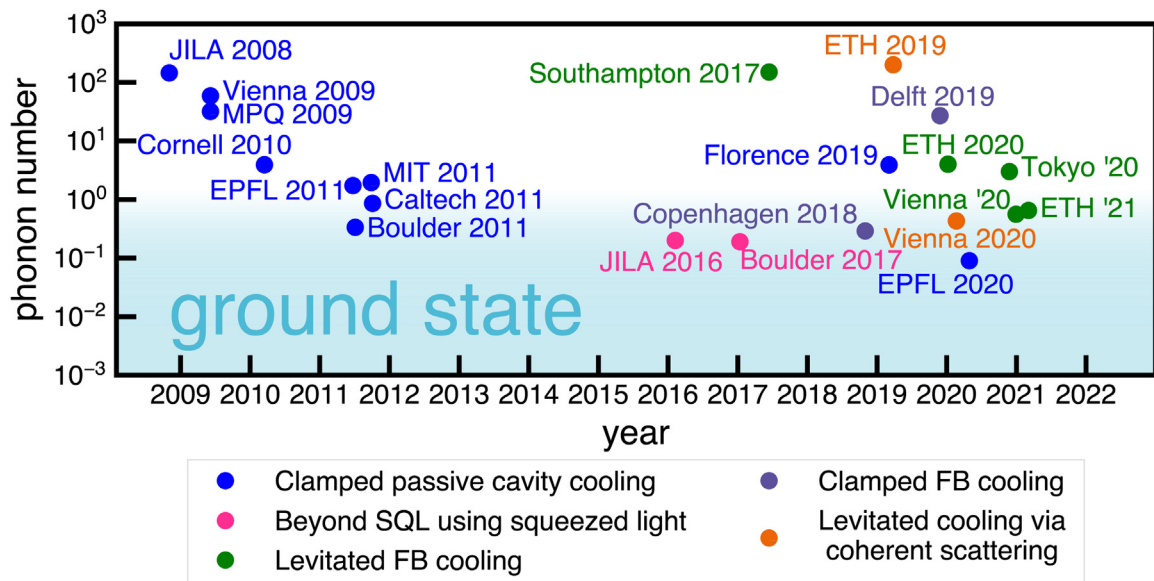 10³
JILA 2008
ETH 2019
10²
Southampton 2017
Vienna 2009
Delft 2019
MPQ 2009
10¹
Cornell 2010
ETH 2020
Florence 2019
Tokyo '20
MIT 2011
EPFL 2011
Caltech 2011
Vienna '20
10⁰
ETH '21
Copenhagen 2018
Boulder 2011
Vienna 2020
JILA 2016
Boulder 2017
10⁻¹
EPFL 2020
ground state
10⁻²
10⁻³
phonon number
2009 2010 2011 2012 2013 2014 2015 2016 2017 2018 2019 2020 2021 2022
year
Clamped passive cavity cooling
Beyond SQL using squeezed light
Levitated FB cooling
Clamped FB cooling
Levitated cooling via
coherent scattering